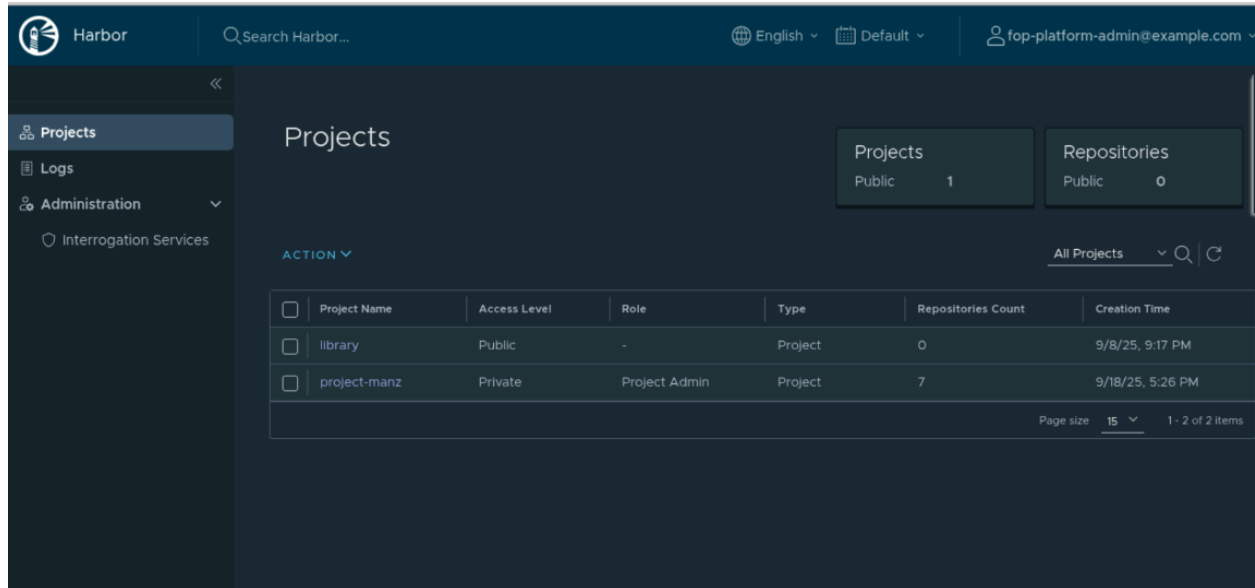 Harbor Search Harbor... English Default fop-platform-admin@example.com
Projects
Logs
Administration
Interrogation Services
Projects
Projects
Public 1
Repositories
Public 0
ACTION
All Projects
Project Name Access Level Role Type Repositories Count Creation Time
library Public - Project 0 9/8/25, 9:17 PM
project-manz Private Project Admin Project 7 9/18/25, 5:26 PM
Page size 15 1 - 2 of 2 items